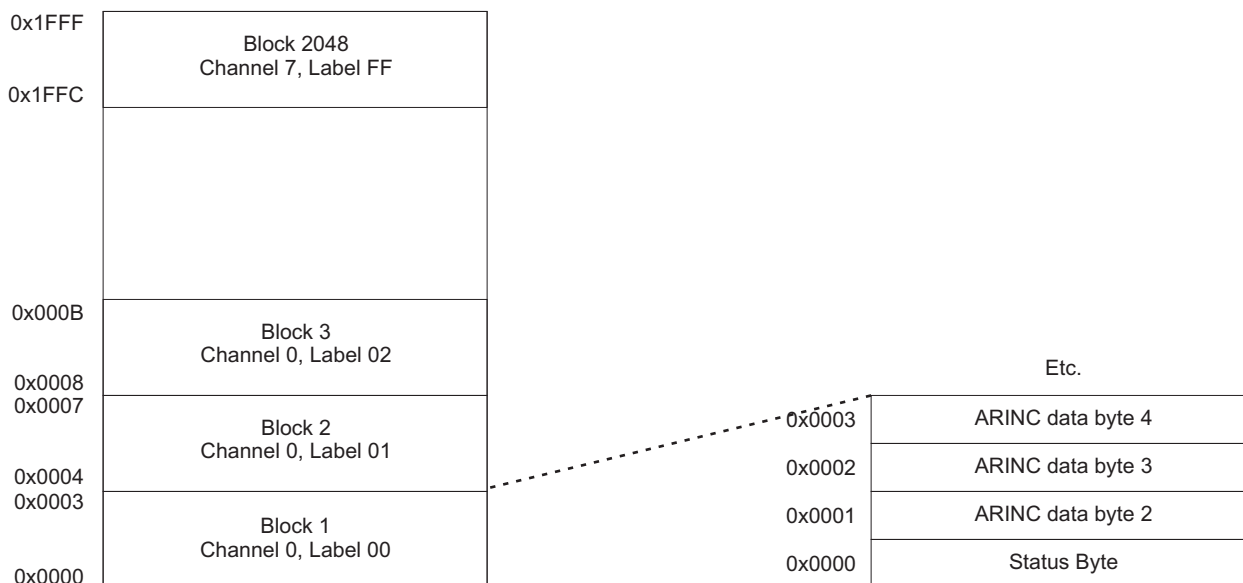 0x1FFF
Block 2048
Channel 7, Label FF
0x1FFC
0x000B
Block 3
Channel 0, Label 02
0x0008
0x0007
Block 2
Channel 0, Label 01
0x0004
0x0003
Block 1
Channel 0, Label 00
0x0000
Etc.
0x0003
ARINC data byte 4
0x0002
ARINC data byte 3
0x0001
ARINC data byte 2
0x0000
Status Byte